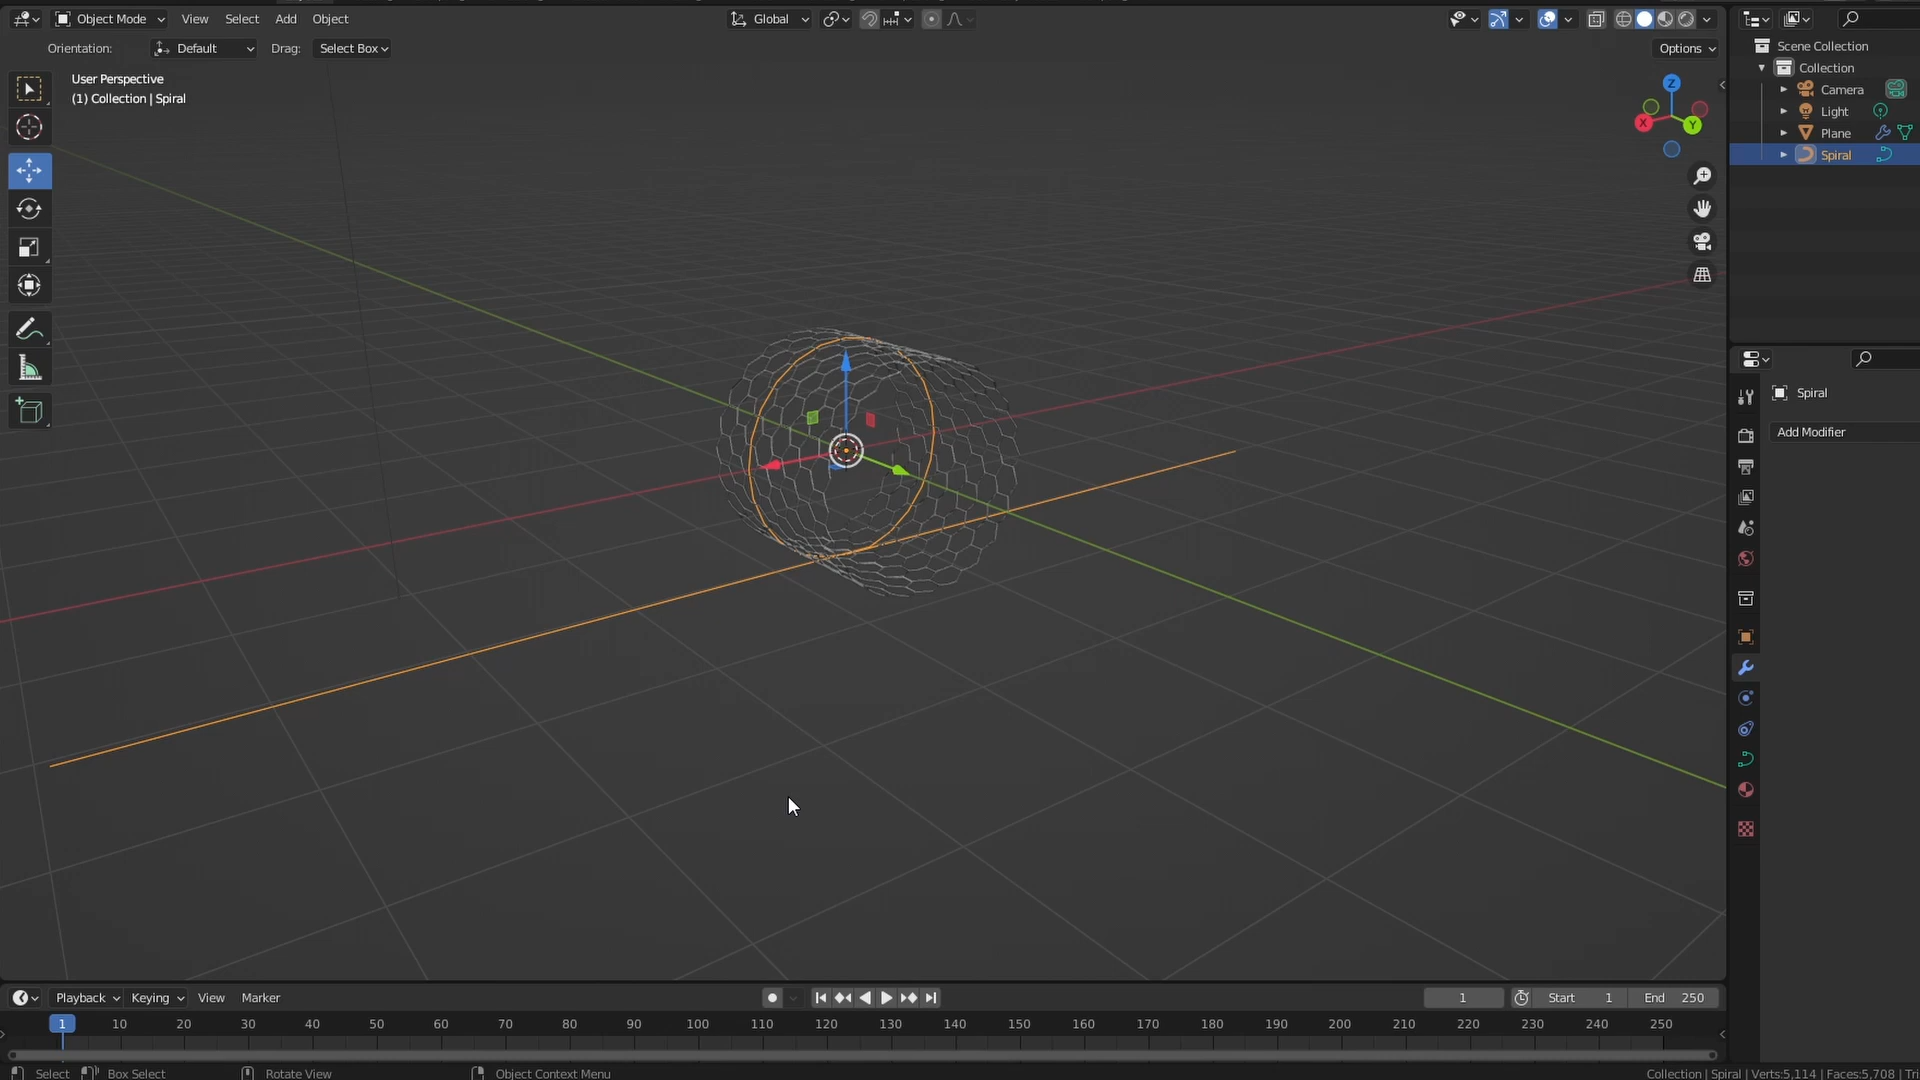 Object Mode View Select Add Object Global
Orientation: Default Drag: Select Box Options
User Perspective
(1) Collection | Spiral
Z
X
Y
Scene Collection
Collection
Camera
Light
Plane
Spiral
Spiral
Add Modifier
Playback Keying View Marker 1 Start 1 End 250
1 10 20 30 40 50 60 70 80 90 100 110 120 130 140 150 160 170 180 190 200 210 220 230 240 250
Select Box Select Rotate View Object Context Menu Collection | Spiral | Verts:5,114 | Faces:5,708 | Tri